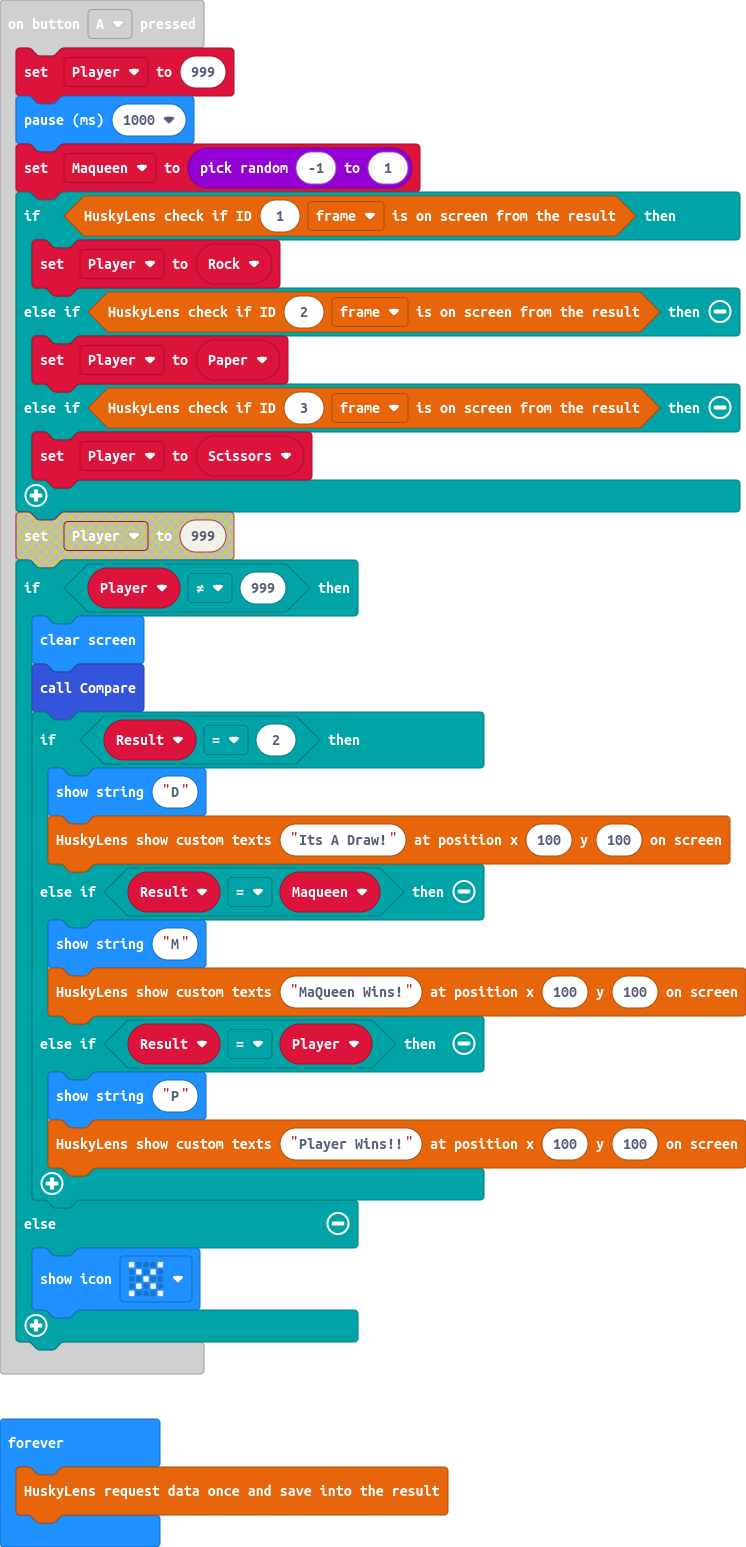 on button A pressed
set Player to 999
pause (ms) 1000
set Maqueen to pick random -1 to 1
if HuskyLens check if ID 1 frame is on screen from the result then
set Player to Rock
else if HuskyLens check if ID 2 frame is on screen from the result then
set Player to Paper
else if HuskyLens check if ID 3 frame is on screen from the result then
set Player to Scissors
set Player to 999
if Player ≠ 999 then
clear screen
call Compare
if Result = 2 then
show string "D"
HuskyLens show custom texts "Its A Draw!" at position x 100 y 100 on screen
else if Result = Maqueen then
show string "M"
HuskyLens show custom texts "MaQueen Wins!" at position x 100 y 100 on screen
else if Result = Player then
show string "P"
HuskyLens show custom texts "Player Wins!!" at position x 100 y 100 on screen
else
show icon
forever
HuskyLens request data once and save into the result